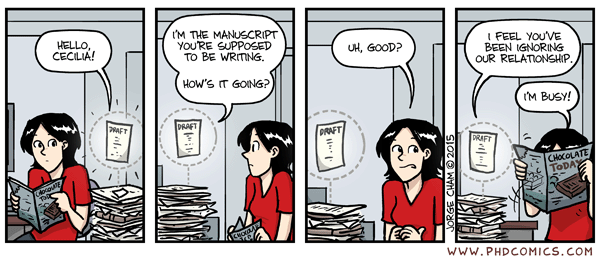 HELLO,
CECILIA!
DRAFT
CHOCOLATE
I'M THE MANUSCRIPT
YOU'RE SUPPOSED
TO BE WRITING.
HOW'S IT GOING?
DRAFT
CHOCOLATE
UH, GOOD?
DRAFT
JORGE CHAM © 2015
I FEEL YOU'VE
BEEN IGNORING
OUR RELATIONSHIP.
I'M BUSY!
DRAFT
CHOCOLATE
TODAY
WWW.PHDCOMICS.COM